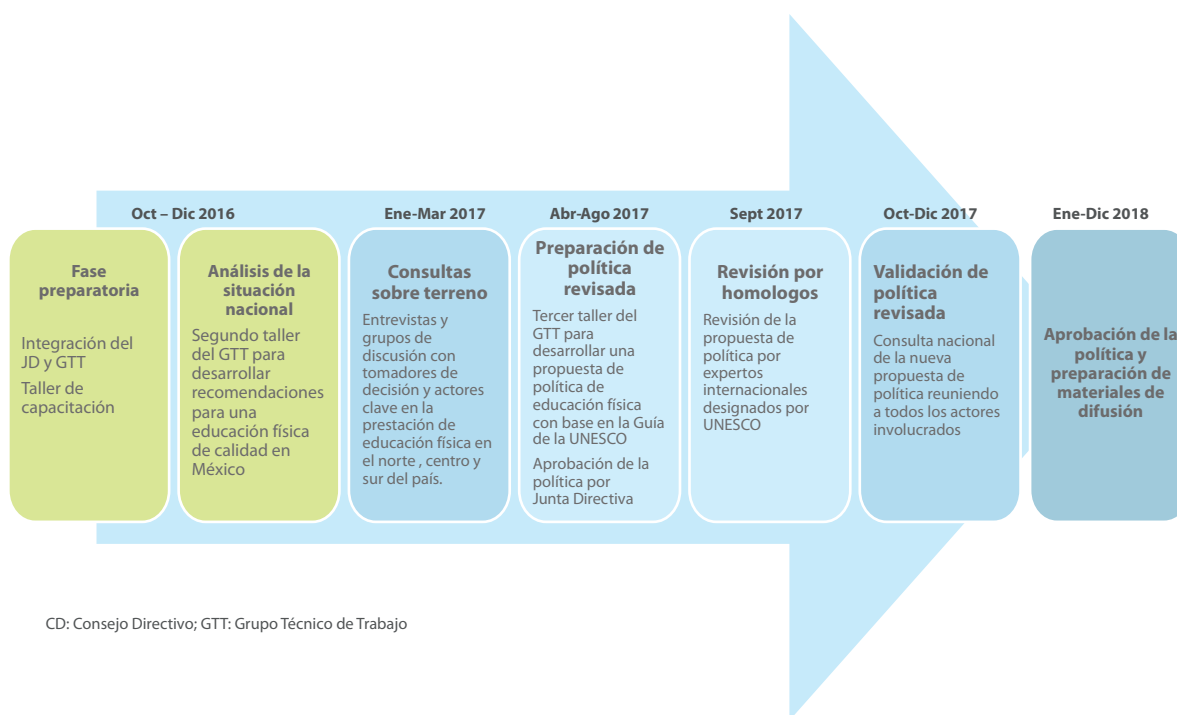 Oct – Dic 2016
Ene-Mar 2017
Abr-Ago 2017
Sept 2017
Oct-Dic 2017
Ene-Dic 2018
Fase
preparatoria
Integración del
JD y GTT
Taller de
capacitación
Análisis de la
situación
nacional
Segundo taller
del GTT para
desarrollar
recomendaciones
para una
educación física
de calidad en
México
Consultas
sobre terreno
Entrevistas y
grupos de
discusión con
tomadores de
decisión y actores
clave en la
prestación de
educación física en
el norte , centro y
sur del país.
Preparación de
política
revisada
Tercer taller del
GTT para
desarrollar una
propuesta de
política de
educación física
con base en la Guía
de la UNESCO
Aprobación de la
política por
Junta Directiva
Revisión por
homologos
Revisión de la
propuesta de
política por
expertos
internacionales
designados por
UNESCO
Validación de
política
revisada
Consulta nacional
de la nueva
propuesta de
política reuniendo
a todos los actores
involucrados
Aprobación de la
política y
preparación de
materiales de
difusión
CD: Consejo Directivo; GTT: Grupo Técnico de Trabajo